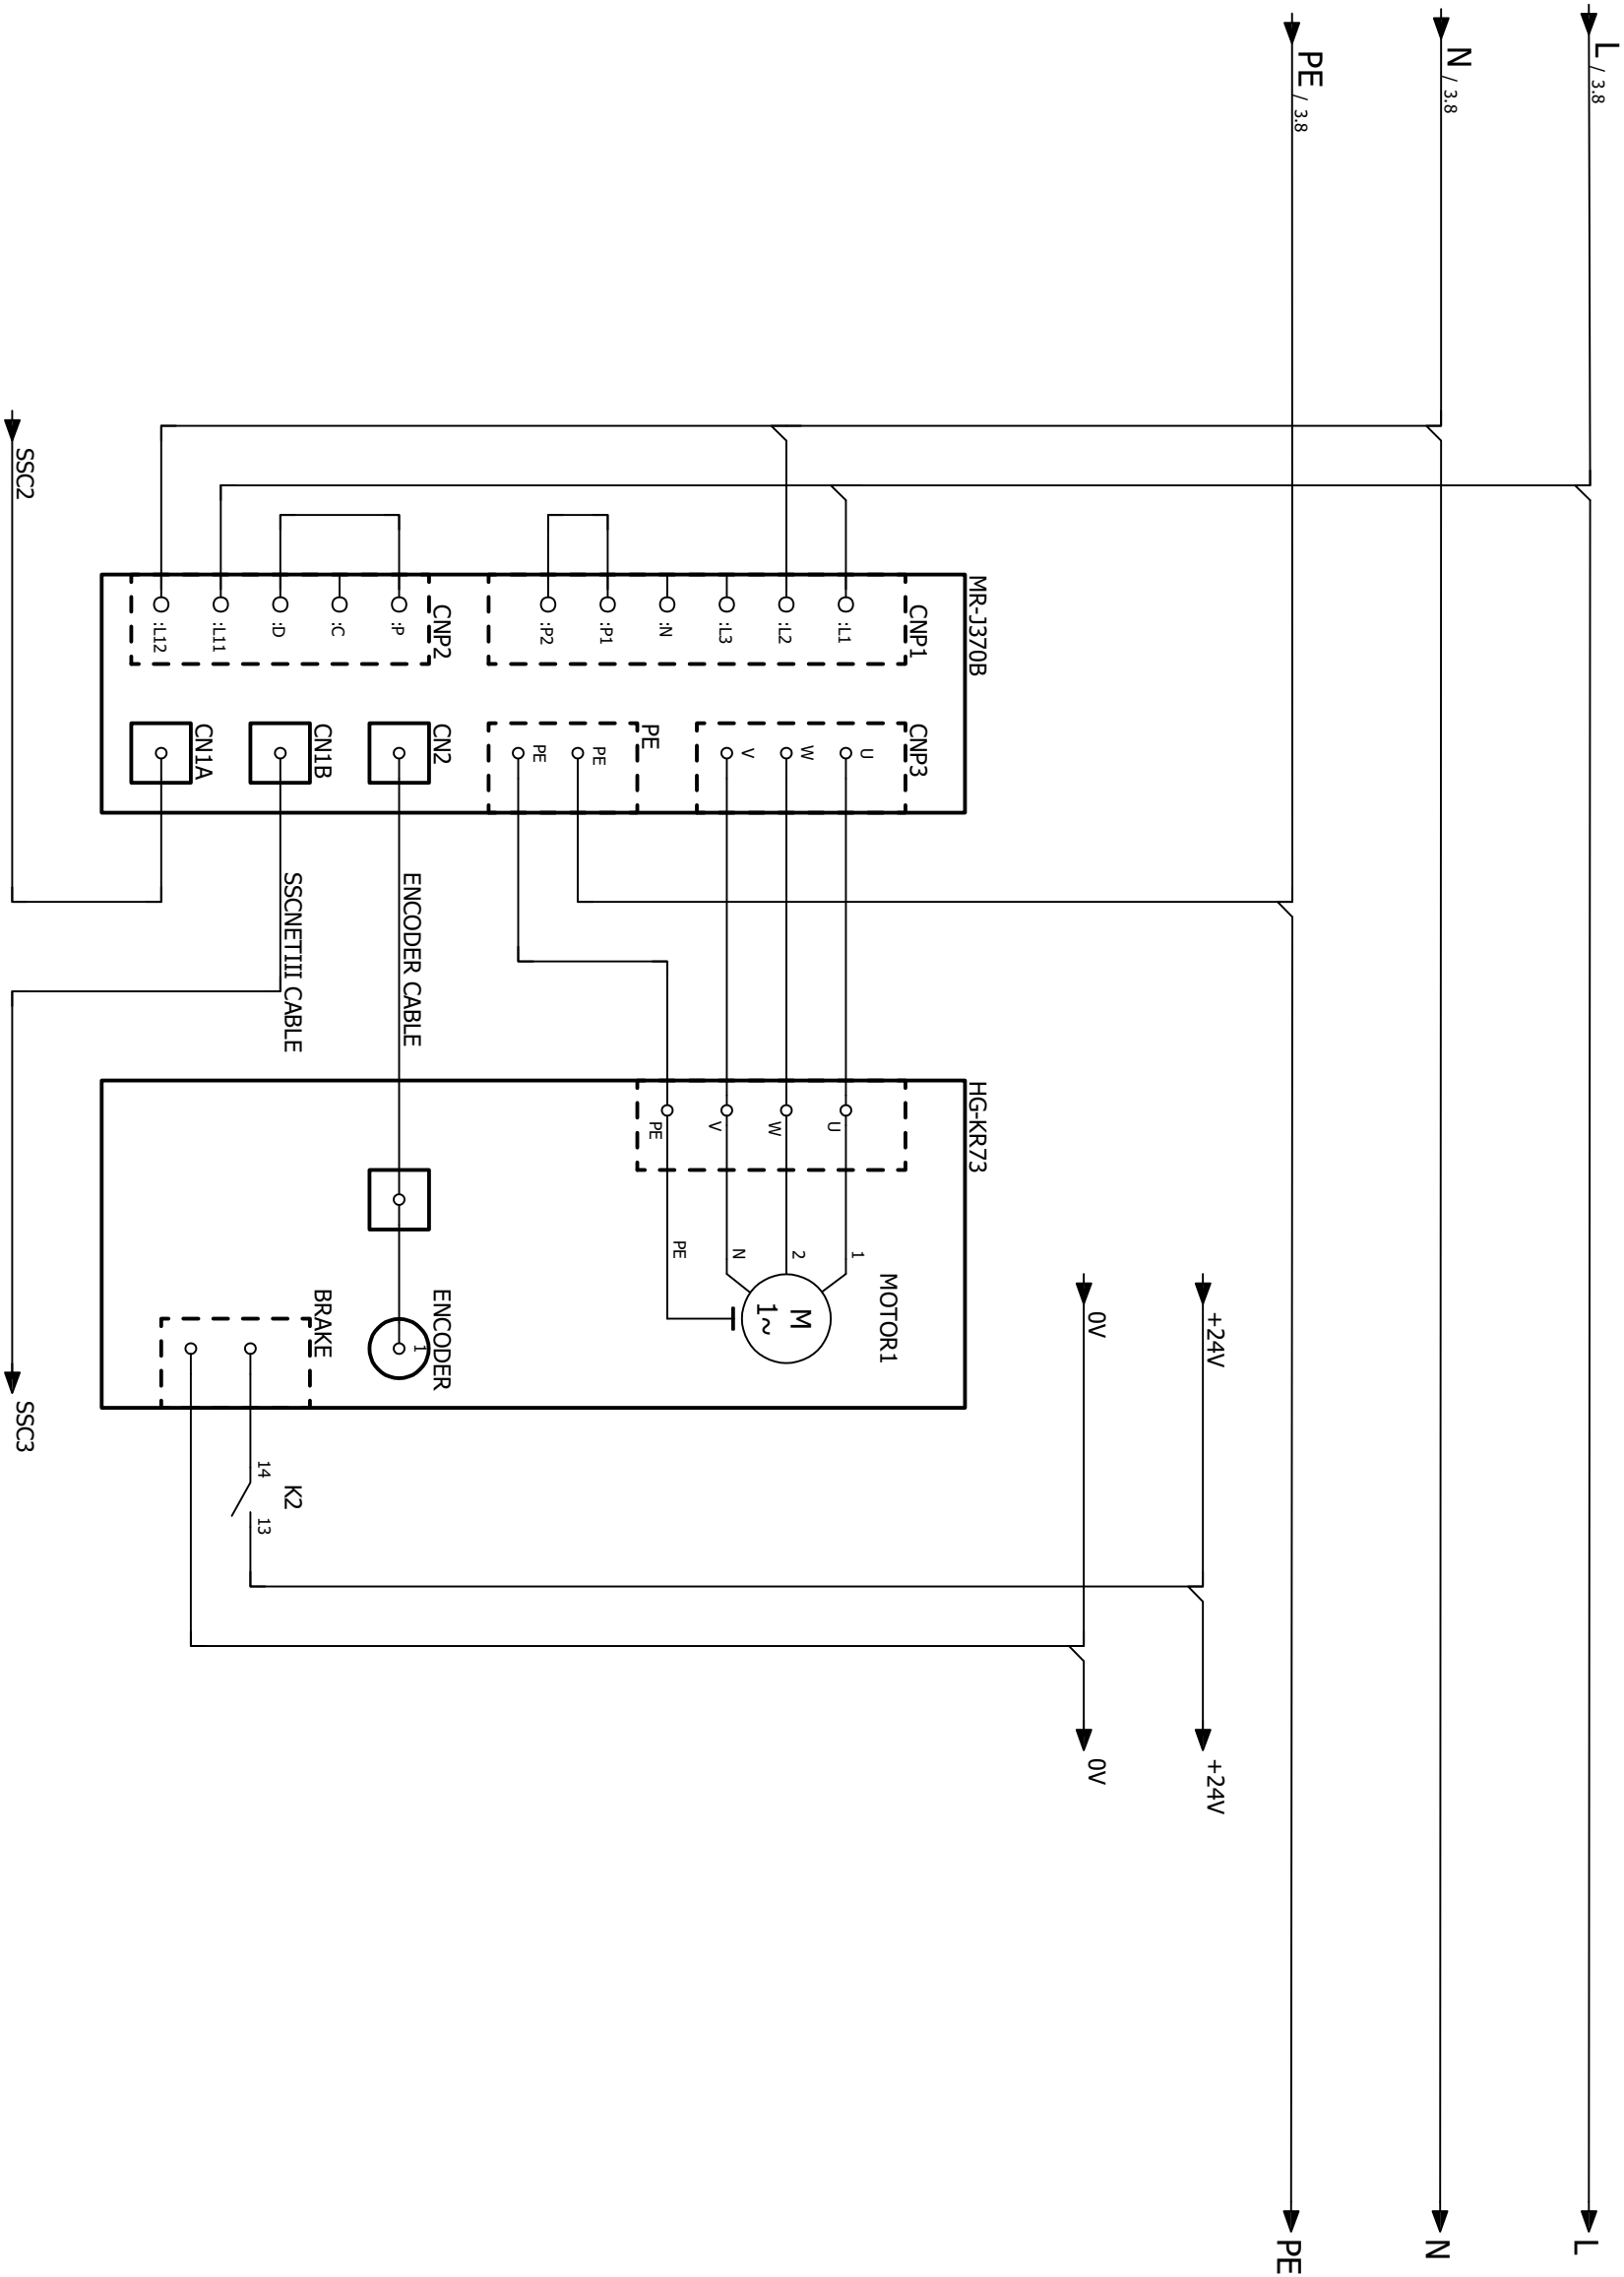 L / 3.8
L
N / 3.8
N
PE / 3.8
PE
+24V
+24V
0V
0V
MR-J370B
CNP1
:L1
:L2
:L3
:N
:P1
:P2
CNP2
:P
:C
:D
:L11
:L12
CNP3
U
W
V
PE
PE
PE
CN2
CN1B
CN1A
ENCODER CABLE
SSCNETIII CABLE
HG-KR73
U
W
V
PE
1
2
N
PE
MOTOR1
M
1~
ENCODER
1
BRAKE
14
13
K2
SSC2
SSC3